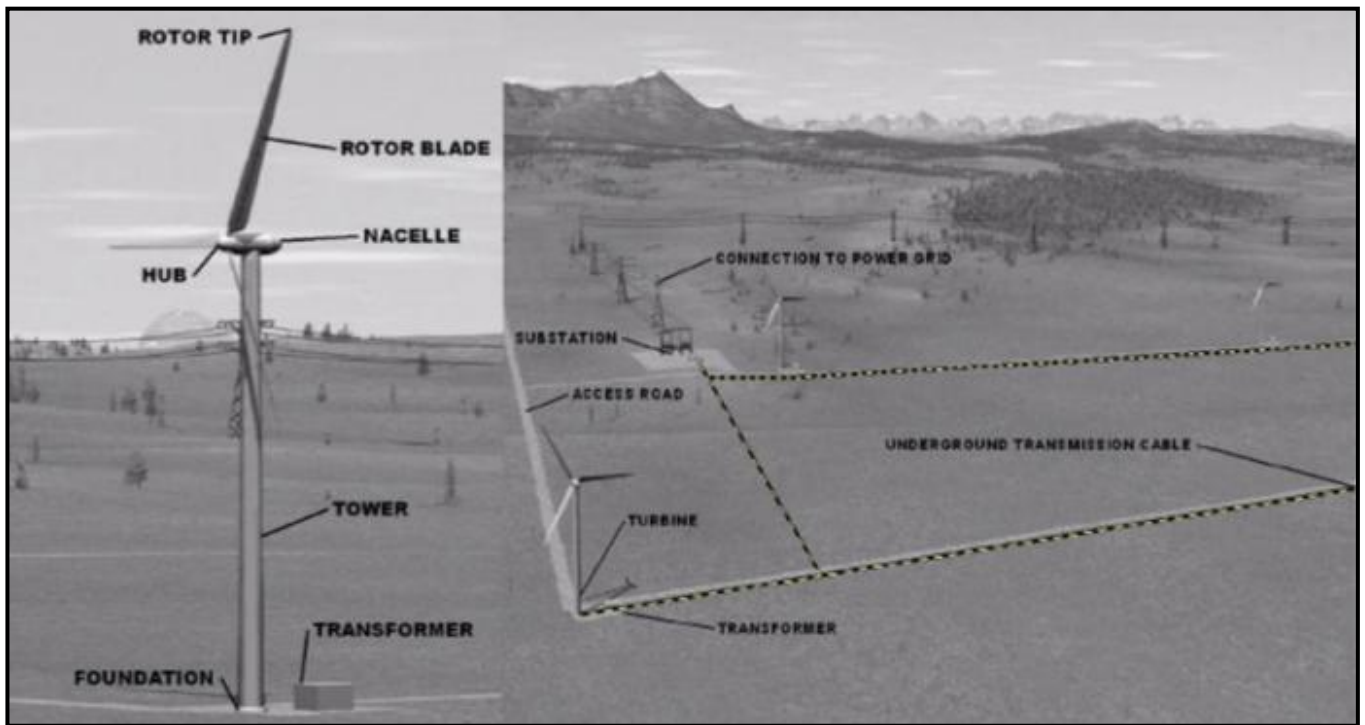 ROTOR TIP
ROTOR BLADE
NACELLE
HUB
TOWER
TRANSFORMER
FOUNDATION
CONNECTION TO POWER GRID
SUBSTATION
ACCESS ROAD
UNDERGROUND TRANSMISSION CABLE
TURBINE
TRANSFORMER